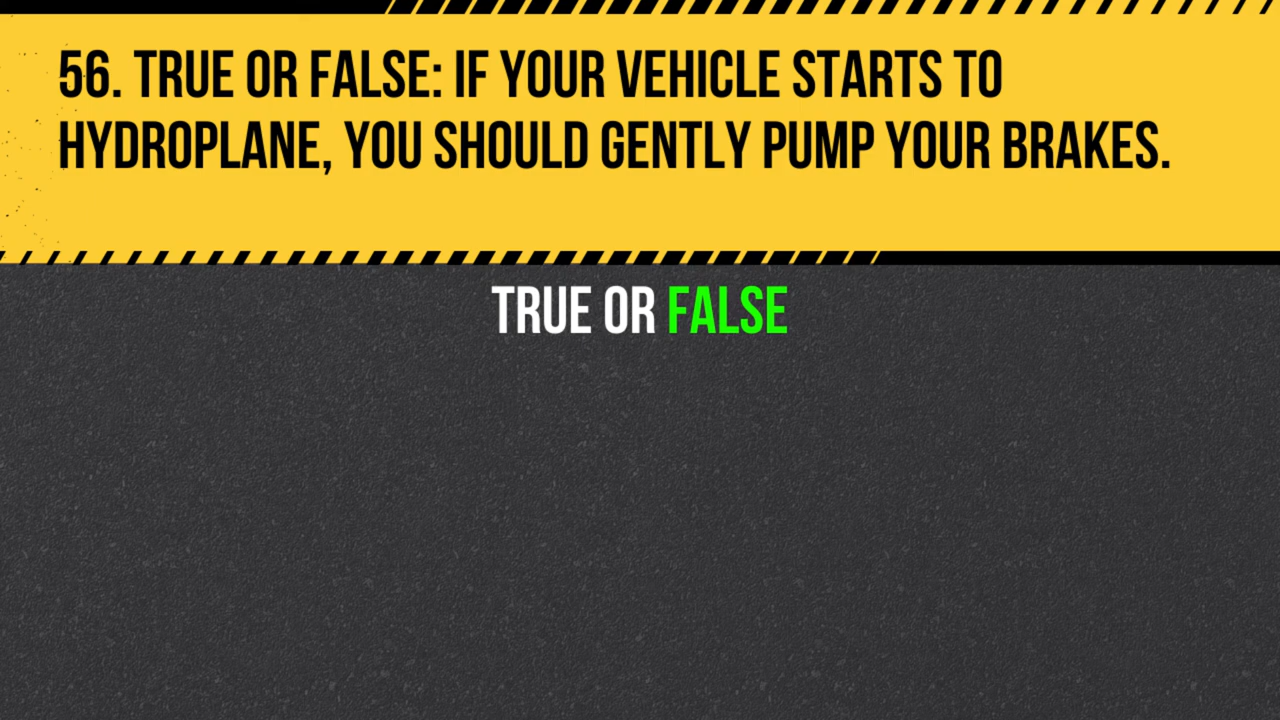 56. TRUE OR FALSE: IF YOUR VEHICLE STARTS TO
HYDROPLANE, YOU SHOULD GENTLY PUMP YOUR BRAKES.
TRUE OR FALSE